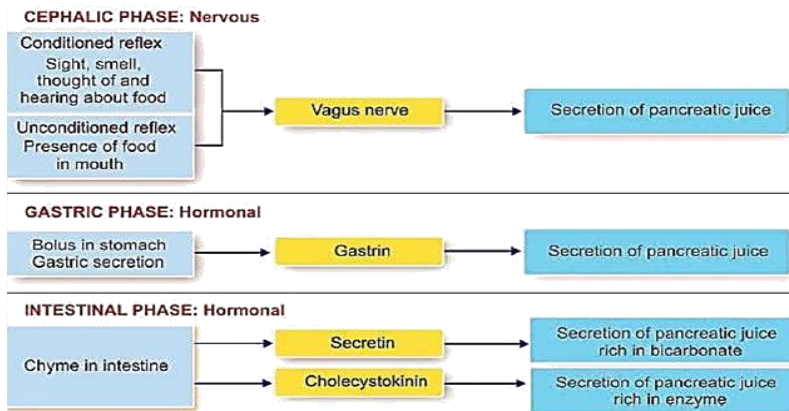 CEPHALIC PHASE: Nervous
Conditioned reflex
Sight, smell,
thought of and
hearing about food
Unconditioned reflex
Presence of food
in mouth
Vagus nerve
Secretion of pancreatic juice
GASTRIC PHASE: Hormonal
Bolus in stomach
Gastric secretion
Gastrin
Secretion of pancreatic juice
INTESTINAL PHASE: Hormonal
Chyme in intestine
Secretin
Secretion of pancreatic juice
rich in bicarbonate
Cholecystokinin
Secretion of pancreatic juice
rich in enzyme